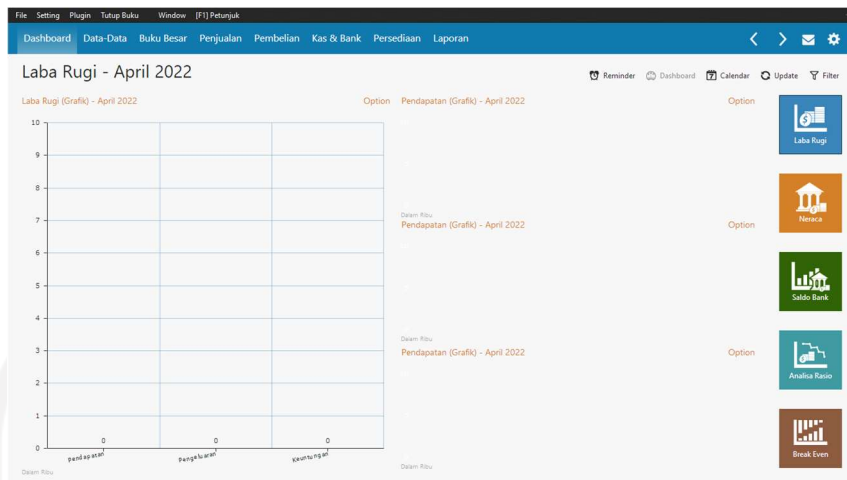 File Setting Plugin Tutup Buku Window [F1] Petunjuk
Dashboard Data-Data Buku Besar Penjualan Pembelian Kas & Bank Persediaan Laporan
Laba Rugi - April 2022
Reminder Dashboard Calendar Update Filter
Laba Rugi (Grafik) - April 2022 Option
10
9
8
7
6
5
4
3
2
1
0
0 0 0
Pendapatan Pengeluaran Keuntungan
Dalam Ribu
Pendapatan (Grafik) - April 2022 Option
Dalam Ribu
Pendapatan (Grafik) - April 2022 Option
Dalam Ribu
Pendapatan (Grafik) - April 2022 Option
Dalam Ribu
Laba Rugi
Neraca
Saldo Bank
Analisa Rasio
Break Even